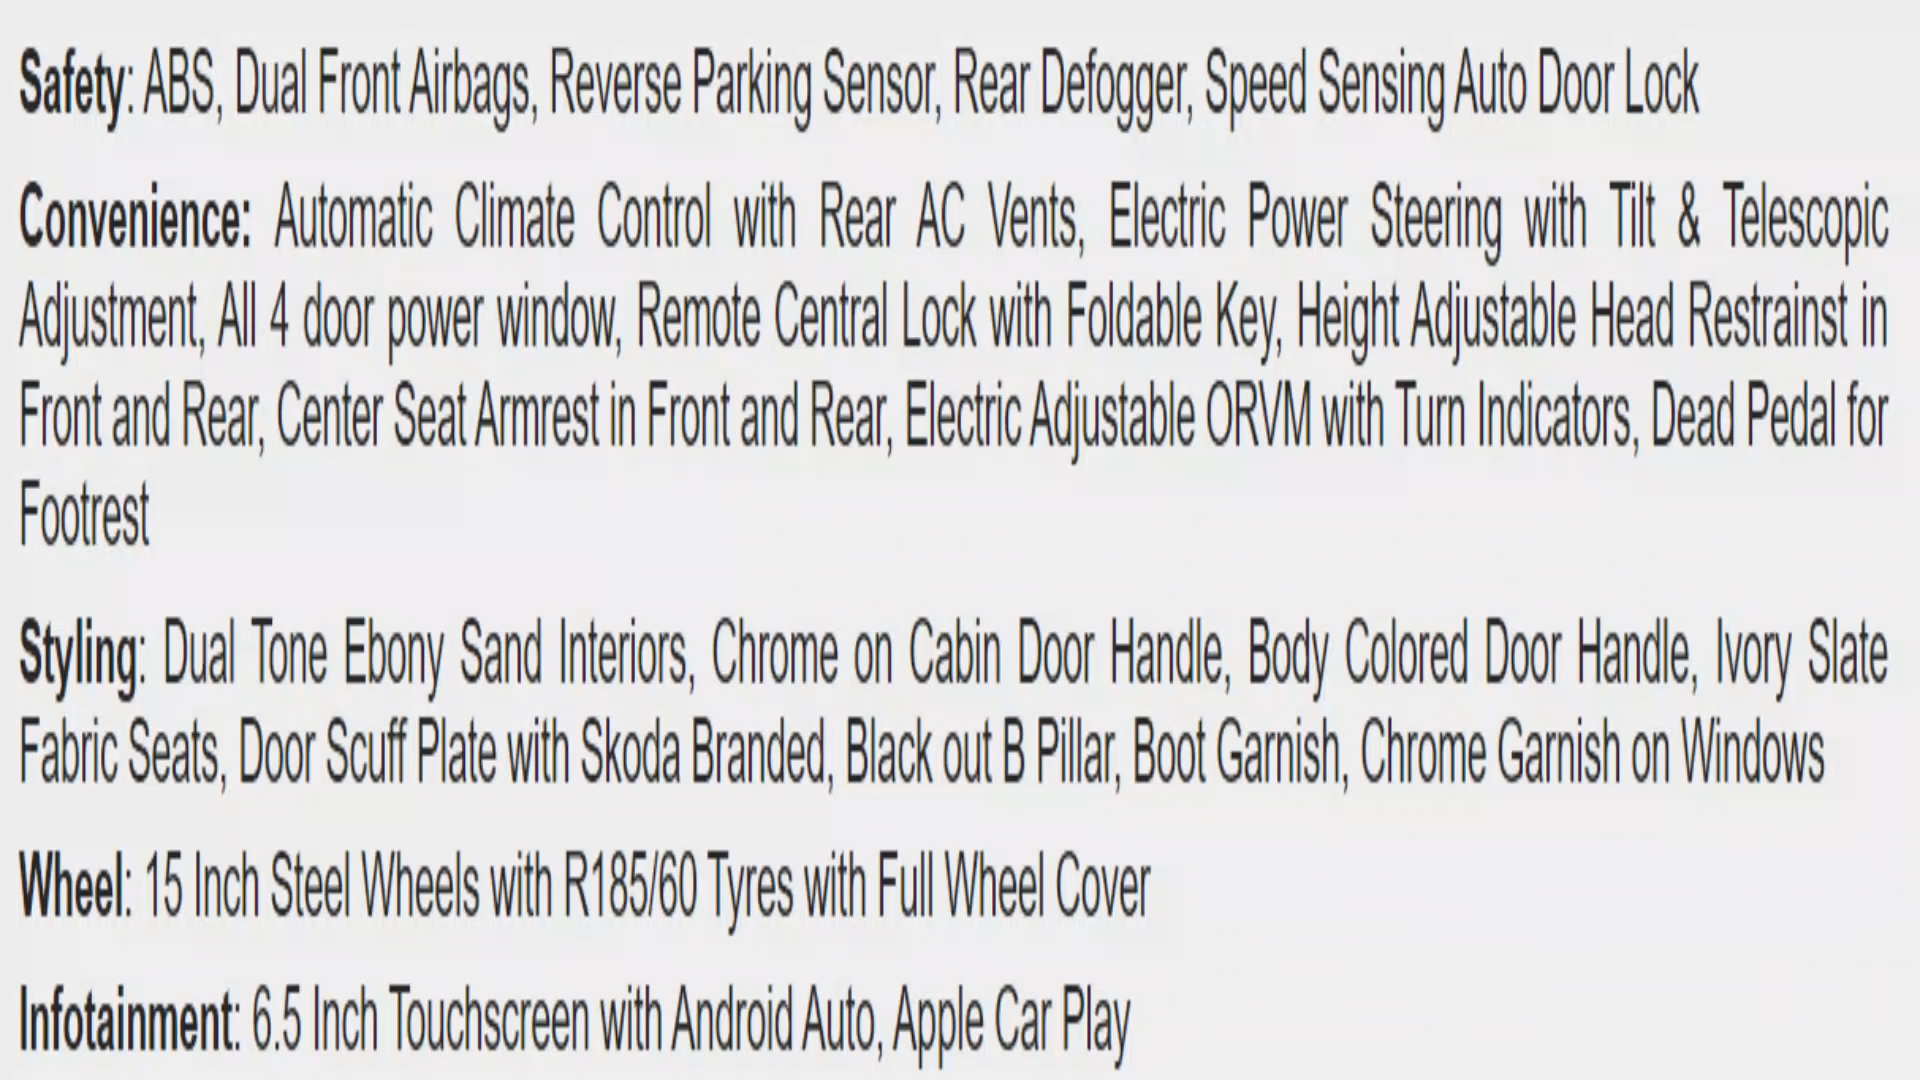 Safety: ABS, Dual Front Airbags, Reverse Parking Sensor, Rear Defogger, Speed Sensing Auto Door Lock
Convenience: Automatic Climate Control with Rear AC Vents, Electric Power Steering with Tilt & Telescopic
Adjustment, All 4 door power window, Remote Central Lock with Foldable Key, Height Adjustable Head Restrainst in
Front and Rear, Center Seat Armrest in Front and Rear, Electric Adjustable ORVM with Turn Indicators, Dead Pedal for
Footrest
Styling: Dual Tone Ebony Sand Interiors, Chrome on Cabin Door Handle, Body Colored Door Handle, Ivory Slate
Fabric Seats, Door Scuff Plate with Skoda Branded, Black out B Pillar, Boot Garnish, Chrome Garnish on Windows
Wheel: 15 Inch Steel Wheels with R185/60 Tyres with Full Wheel Cover
Infotainment: 6.5 Inch Touchscreen with Android Auto, Apple Car Play